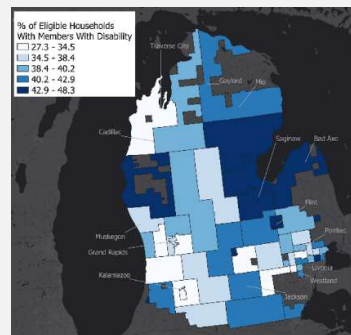 % of Eligible Households
With Members With Disability
27.3 - 34.5
34.5 - 38.4
38.4 - 40.2
40.2 - 42.9
42.9 - 48.3
Traverse City
Gaylord
Mio
Cadillac
Saginaw
Bad Axe
Muskegon
Flint
Grand Rapids
Pontiac
Kalamazoo
Livonia
Westland
Jackson